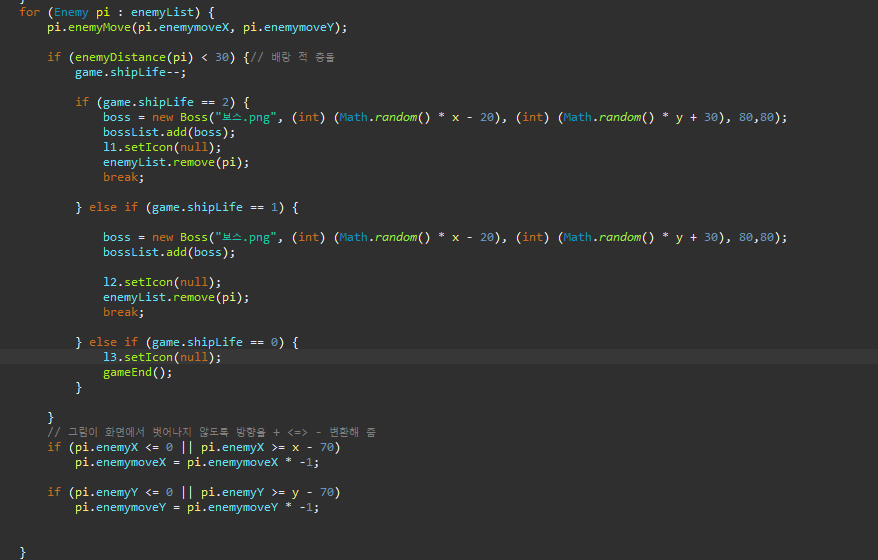 }
for (Enemy pi : enemyList) {
pi.enemyMove(pi.enemymoveX, pi.enemymoveY);
if (enemyDistance(pi) < 30) {// 배랑 적 충돌
game.shipLife--;
if (game.shipLife == 2) {
boss = new Boss("보스.png", (int) (Math.random() * x - 20), (int) (Math.random() * y + 30), 80,80);
bossList.add(boss);
l1.setIcon(null);
enemyList.remove(pi);
break;
} else if (game.shipLife == 1) {
boss = new Boss("보스.png", (int) (Math.random() * x - 20), (int) (Math.random() * y + 30), 80,80);
bossList.add(boss);
l2.setIcon(null);
enemyList.remove(pi);
break;
} else if (game.shipLife == 0) {
l3.setIcon(null);
gameEnd();
}
}
// 그림이 화면에서 벗어나지 않도록 방향을 + <=> - 변환해 줌
if (pi.enemyX <= 0 || pi.enemyX >= x - 70)
pi.enemymoveX = pi.enemymoveX * -1;
if (pi.enemyY <= 0 || pi.enemyY >= y - 70)
pi.enemymoveY = pi.enemymoveY * -1;
}